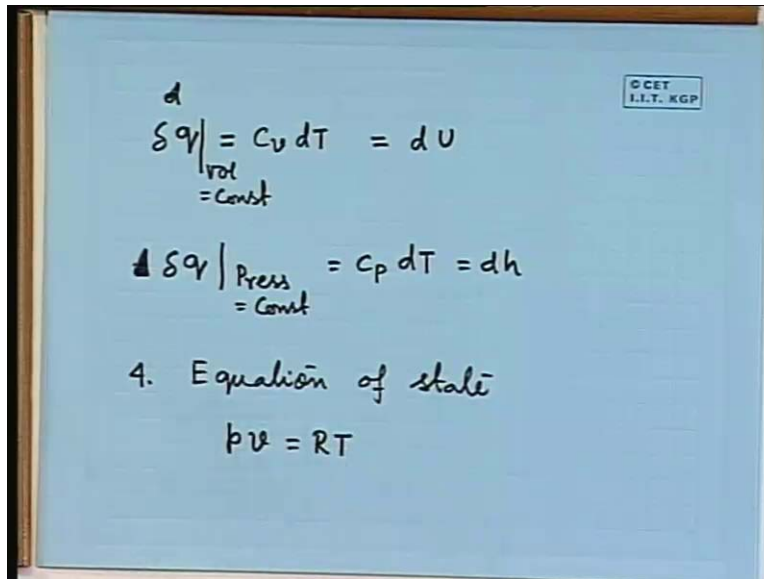 d
© CET
I.I.T. KGP
δq| = Cv dT = dU
vol
= Const
δq| Press = Cp dT = dh
= Const
4. Equation of state
pv = RT